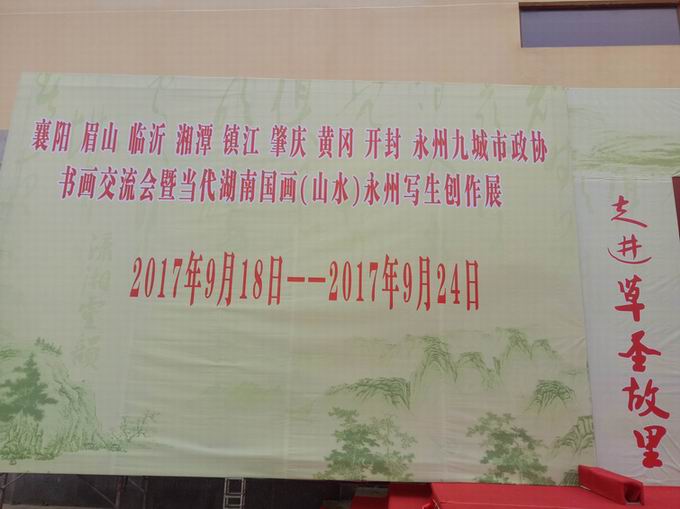 襄阳 眉山 临沂 湘潭 镇江 肇庆 黄冈 开封 永州九城市政协
书画交流会暨当代湖南国画(山水)永州写生创作展
2017年9月18日——2017年9月24日
走进草圣故里